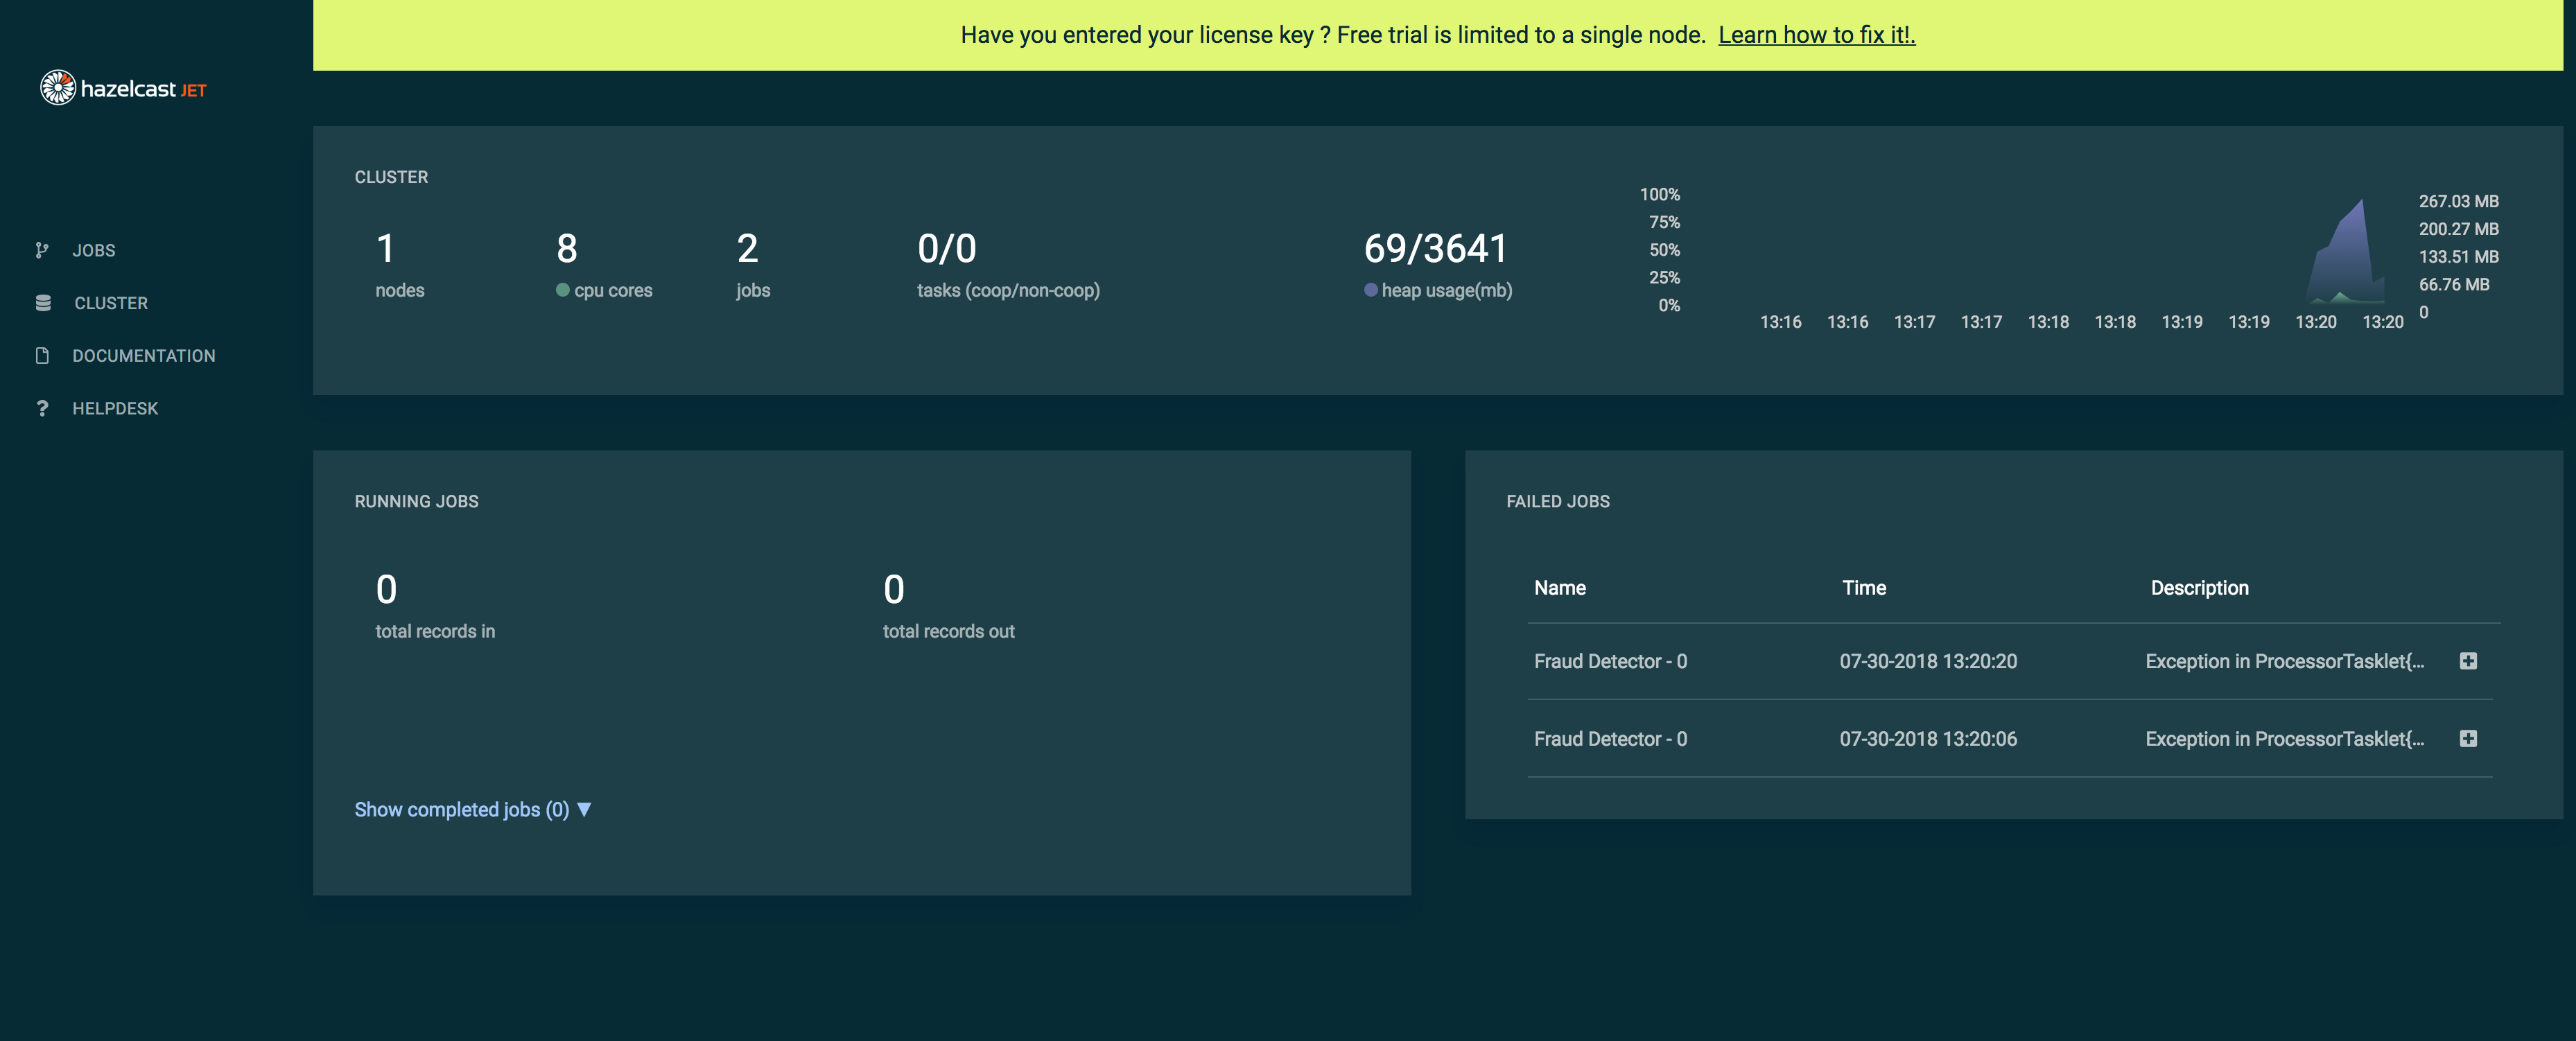 Have you entered your license key ? Free trial is limited to a single node. Learn how to fix it!.
hazelcast JET
JOBS
CLUSTER
DOCUMENTATION
HELPDESK
CLUSTER
1
nodes
8
cpu cores
2
jobs
0/0
tasks (coop/non-coop)
69/3641
heap usage(mb)
100%
75%
50%
25%
0%
267.03 MB
200.27 MB
133.51 MB
66.76 MB
0
13:16 13:16 13:17 13:17 13:18 13:18 13:19 13:19 13:20 13:20
RUNNING JOBS
0
total records in
0
total records out
Show completed jobs (0) ▼
FAILED JOBS
Name Time Description
Fraud Detector - 0 07-30-2018 13:20:20 Exception in ProcessorTasklet{...
Fraud Detector - 0 07-30-2018 13:20:06 Exception in ProcessorTasklet{...